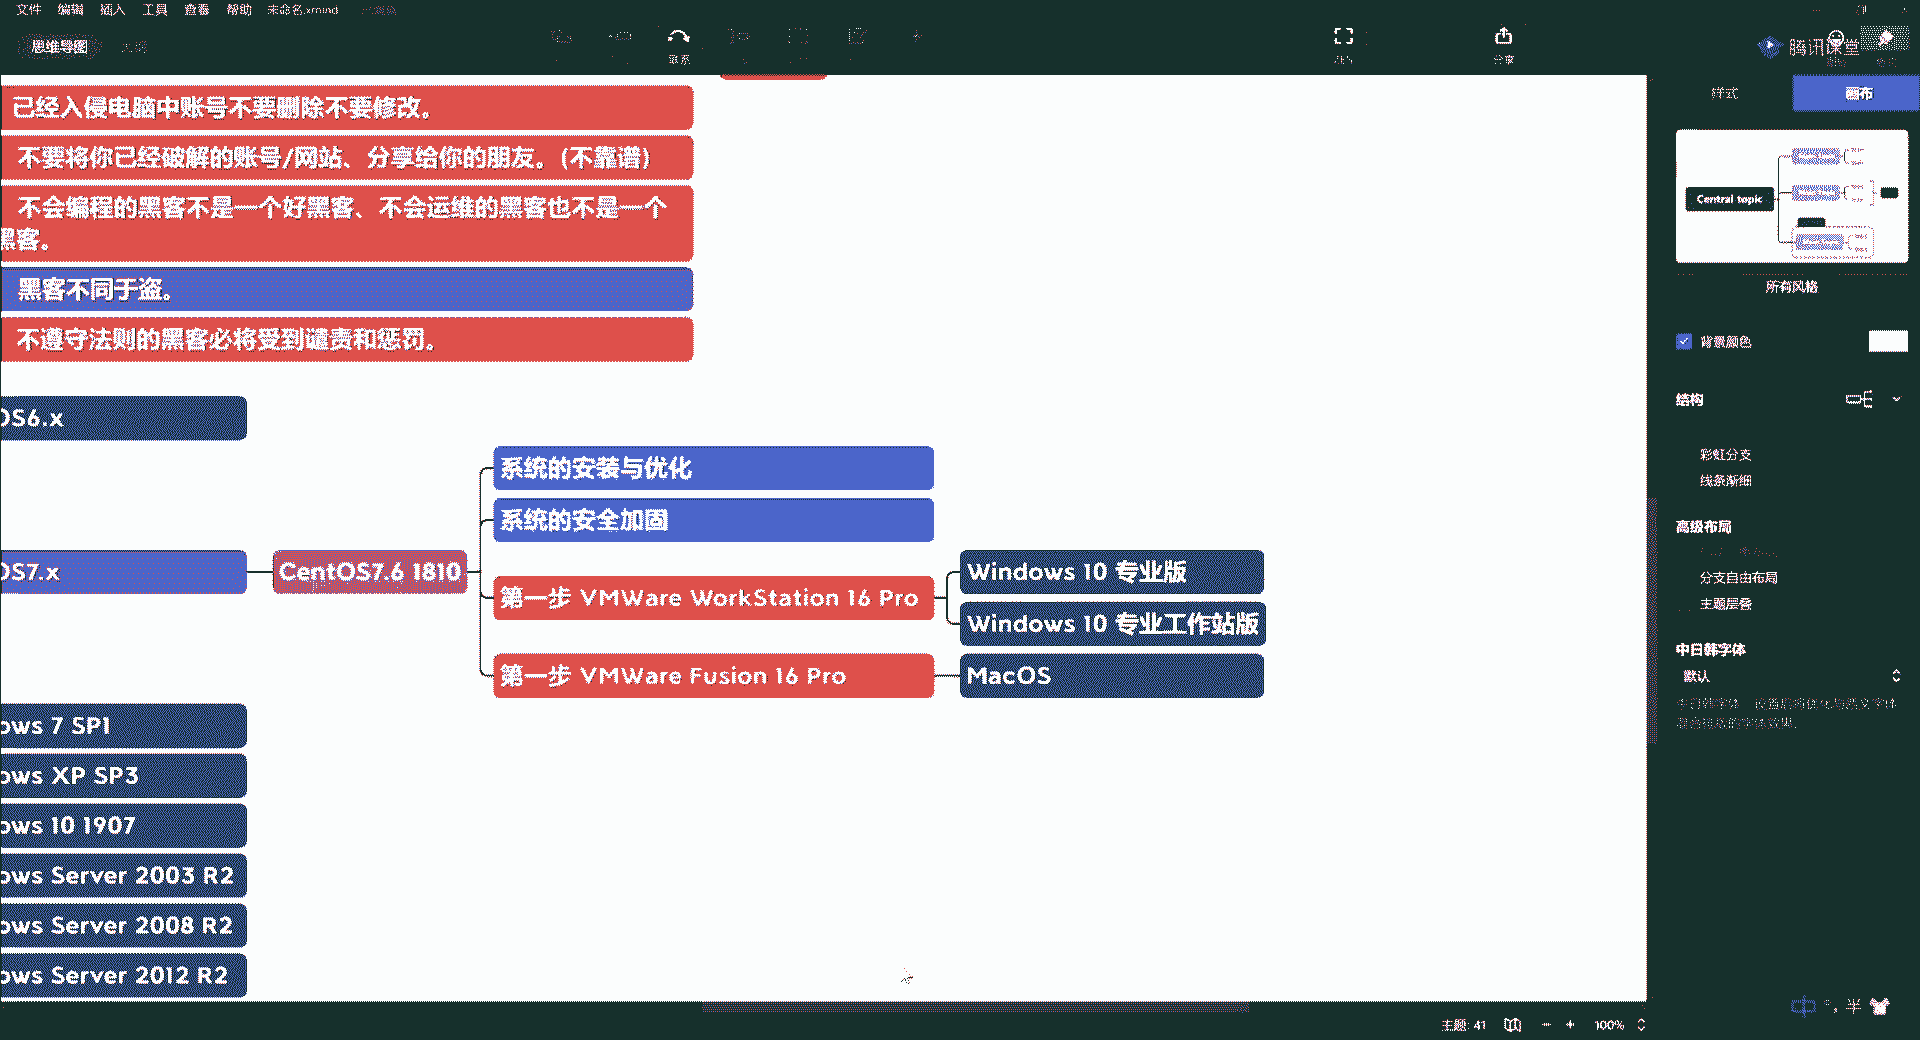 文件 编辑 插入 工具 查看 帮助 未命名.xmind
思维导图
联系
分享
腾讯课堂
样式 画布
已经入侵电脑中账号不要删除不要修改。
不要将你已经破解的账号/网站、分享给你的朋友。(不靠谱)
不会编程的黑客不是一个好黑客、不会运维的黑客也不是一个
黑客。
黑客不同于盗。
不遵守法则的黑客必将受到谴责和惩罚。
OS6.x
系统的安装与优化
系统的安全加固
OS7.x
CentOS7.6 1810
第一步 VMWare WorkStation 16 Pro
Windows 10 专业版
Windows 10 专业工作站版
第一步 VMWare Fusion 16 Pro
MacOS
ows 7 SP1
ows XP SP3
ows 10 1907
ows Server 2003 R2
ows Server 2008 R2
ows Server 2012 R2
Central topic
所有风格
背景颜色
结构
彩虹分支
线条渐细
高级布局
分支自由布局
主题层叠
中日韩字体
默认
中 °, 半
主题: 41
100%